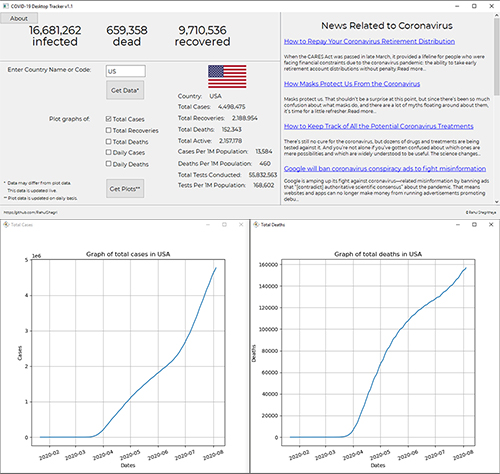 COVID-19 Desktop Tracker v1.1
About
16,681,262
infected
659,358
dead
9,710,536
recovered
Enter Country Name or Code:
US
Get Data*
Country: USA
Total Cases: 4,498,475
Total Recoveries: 2,188,954
Total Deaths: 152,343
Total Active: 2,157,178
Cases Per 1M Population: 13,584
Deaths Per 1M Population: 460
Total Tests Conducted: 55,832,563
Tests Per 1M Population: 168,602
Plot graphs of:
Total Cases
Total Recoveries
Total Deaths
Daily Cases
Daily Deaths
Get Plots**
* Data may differ from plot data.
This data is updated live.
** Plot data is updated on daily basis.
News Related to Coronavirus
How to Repay Your Coronavirus Retirement Distribution
When the CARES Act was passed in late March, it provided a lifeline for people who were
facing financial constraints due to the coronavirus pandemic: the ability to take early
retirement account distributions without penalty. Read more...
How Masks Protect Us From the Coronavirus
Masks protect us. That shouldn't be a surprise at this point, but since there's been so much
confusion about what masks do, and there are a lot of myths floating around about them,
it's time for a little refresher. Read more...
How to Keep Track of All the Potential Coronavirus Treatments
There's still no cure for the coronavirus, but dozens of drugs and treatments are being
tested against it. And you're not alone if you've gotten confused about which ones are
mere possibilities and which are widely understood to be useful. The science changes...
Google will ban coronavirus conspiracy ads to fight misinformation
Google is amping up its fight against coronavirus—related misinformation by banning ads
that "[contradict] authoritative scientific consensus" about the pandemic. That means
websites and apps can no longer make money from running advertisements promoting
debu...
Total Cases
Graph of total cases in USA
1e6
5
4
3
2
1
0
Cases
2020-02
2020-03
2020-04
2020-05
2020-06
2020-07
2020-08
Dates
Total Deaths
Graph of total deaths in USA
160000
140000
120000
100000
80000
60000
40000
20000
0
Deaths
2020-02
2020-03
2020-04
2020-05
2020-06
2020-07
2020-08
Dates